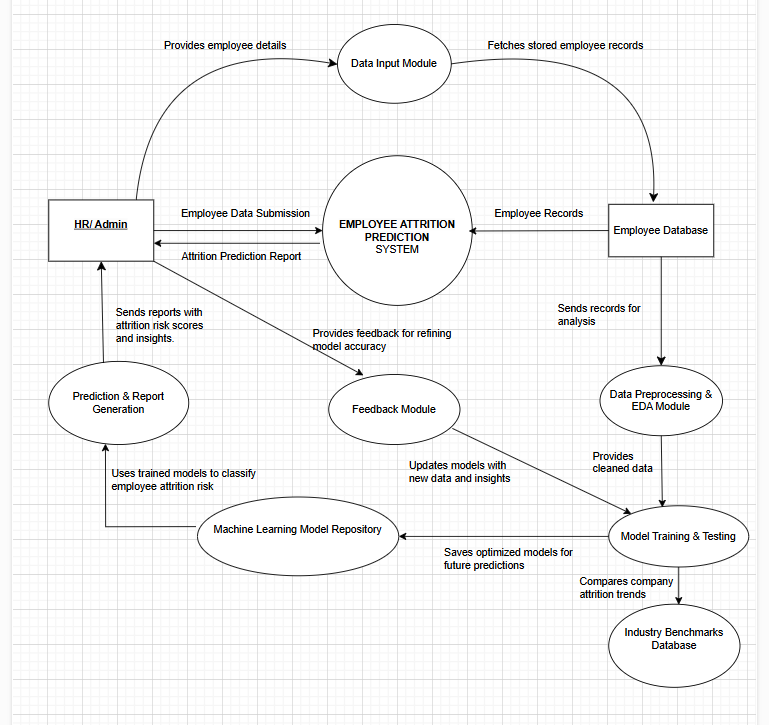 Provides employee details
Data Input Module
Fetches stored employee records
HR/ Admin
Employee Data Submission
EMPLOYEE ATTRITION
PREDICTION
SYSTEM
Employee Records
Employee Database
Attrition Prediction Report
Sends reports with
attrition risk scores
and insights.
Provides feedback for refining
model accuracy
Sends records for
analysis
Prediction & Report
Generation
Feedback Module
Data Preprocessing &
EDA Module
Uses trained models to classify
employee attrition risk
Updates models with
new data and insights
Provides
cleaned data
Machine Learning Model Repository
Model Training & Testing
Saves optimized models for
future predictions
Compares company
attrition trends
Industry Benchmarks
Database